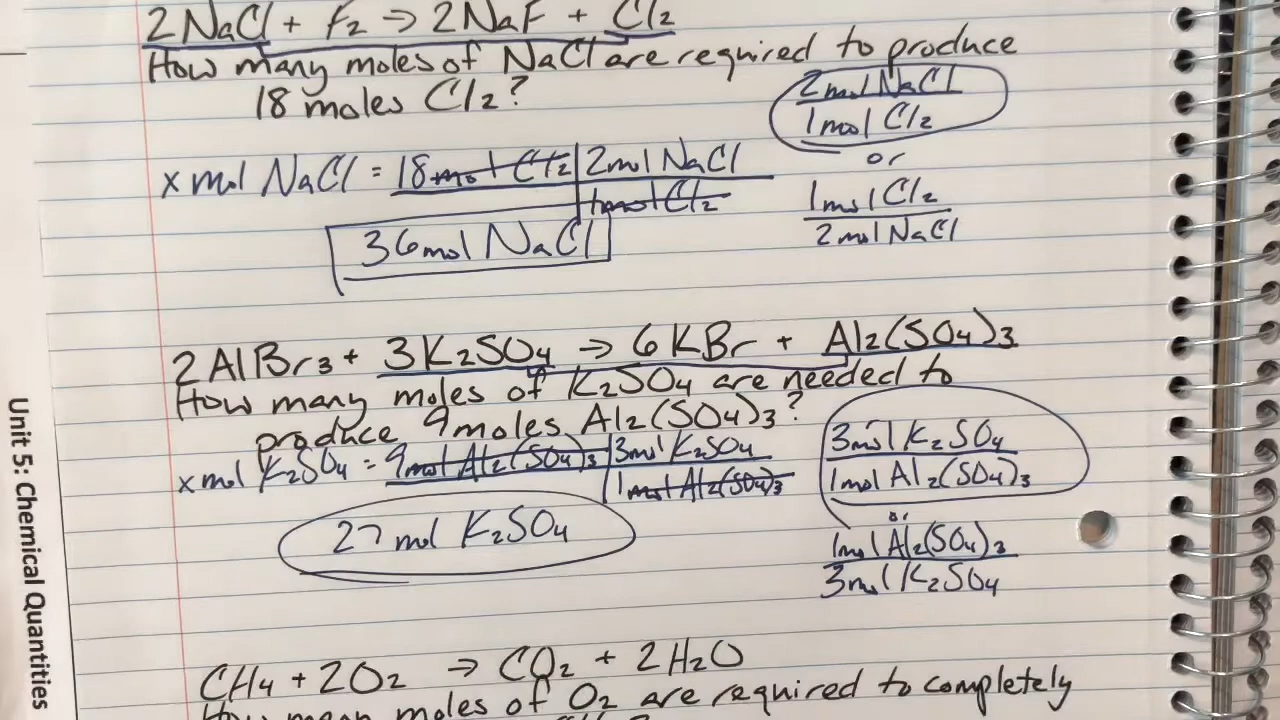 2NaCl + F2 → 2NaF + Cl2
How many moles of NaCl are required to produce
18 moles Cl2?
2mol NaCl
1mol Cl2
or
1mol Cl2
2mol NaCl
x mol NaCl = 18 mol Cl2 | 2mol NaCl
1mol Cl2
36mol NaCl
2AlBr3 + 3K2SO4 → 6KBr + Al2(SO4)3
How many moles of K2SO4 are needed to
produce 9moles Al2(SO4)3?
x mol K2SO4 = 9mol Al2(SO4)3 | 3mol K2SO4
1mol Al2(SO4)3
27 mol K2SO4
3mol K2SO4
1mol Al2(SO4)3
or
1mol Al2(SO4)3
3mol K2SO4
CH4 + 2O2 → CO2 + 2H2O
How many moles of O2 are required to completely
Unit 5: Chemical Quantities